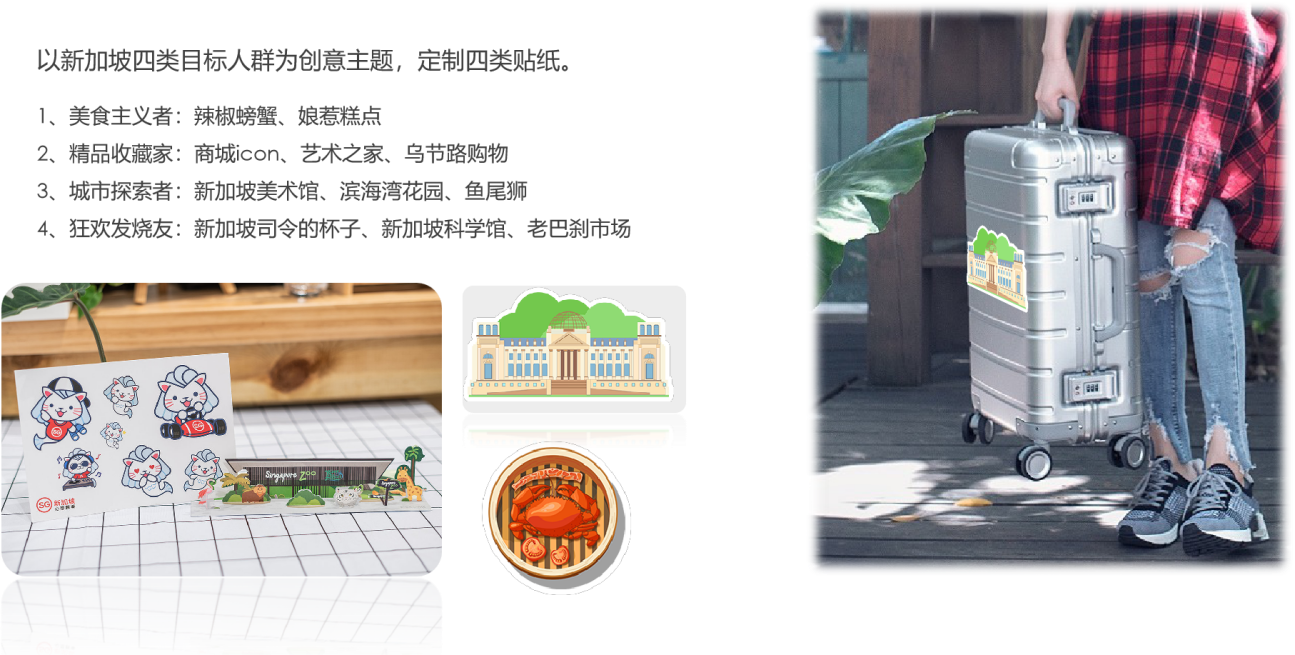 以新加坡四类目标人群为创意主题，定制四类贴纸。
1、美食主义者：辣椒螃蟹、娘惹糕点
2、精品收藏家：商城icon、艺术之家、乌节路购物
3、城市探索者：新加坡美术馆、滨海湾花园、鱼尾狮
4、狂欢发烧友：新加坡司令的杯子、新加坡科学馆、老巴刹市场
Singapore Zoo
SG 新加坡